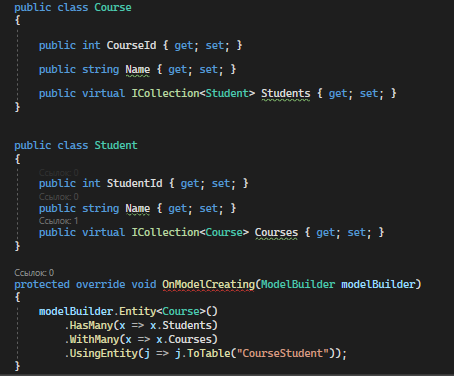 public class Course
{
public int CourseId { get; set; }
public string Name { get; set; }
public virtual ICollection<Student> Students { get; set; }
}
public class Student
{
Ссылок: 0
public int StudentId { get; set; }
Ссылок: 0
public string Name { get; set; }
Ссылок: 1
public virtual ICollection<Course> Courses { get; set; }
}
Ссылок: 0
protected override void OnModelCreating(ModelBuilder modelBuilder)
{
modelBuilder.Entity<Course>()
.HasMany(x => x.Students)
.WithMany(x => x.Courses)
.UsingEntity(j => j.ToTable("CourseStudent"));
}